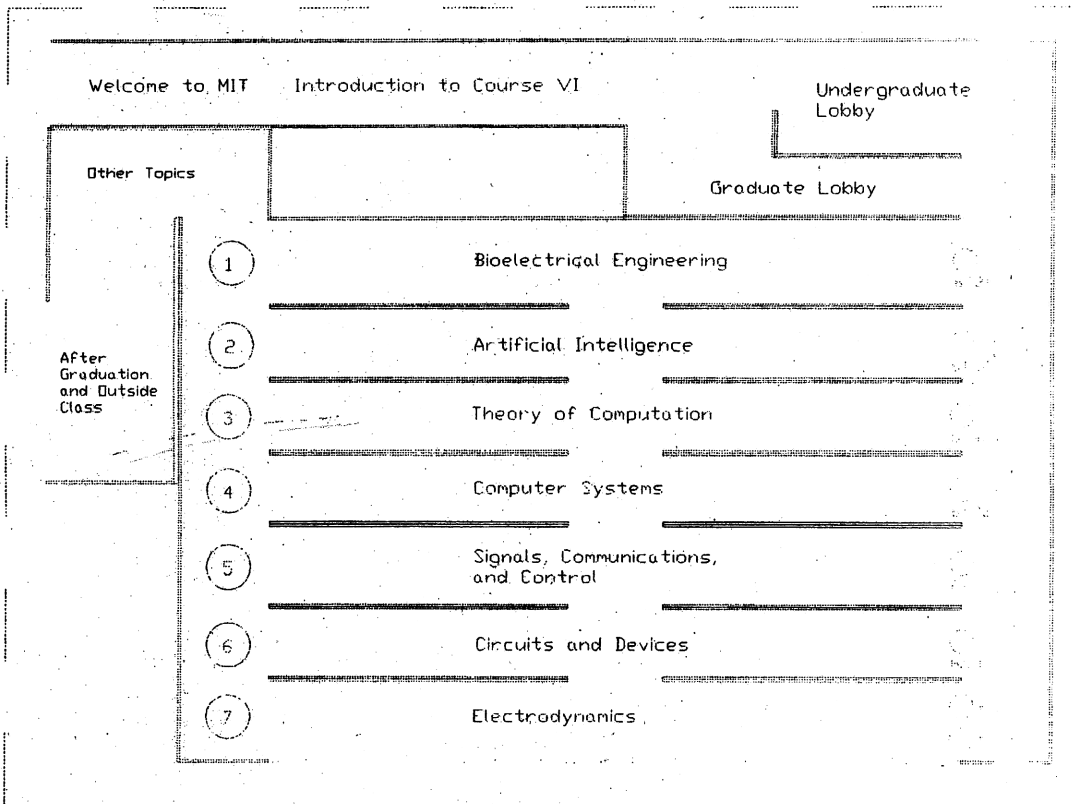 Welcome to MIT Introduction to Course VI
Undergraduate
Lobby
Other Topics
Graduate Lobby
1 Bioelectrical Engineering
2 Artificial Intelligence
After
Graduation
and Outside
Class
3 Theory of Computation
4 Computer Systems
5 Signals, Communications,
and Control
6 Circuits and Devices
7 Electrodynamics